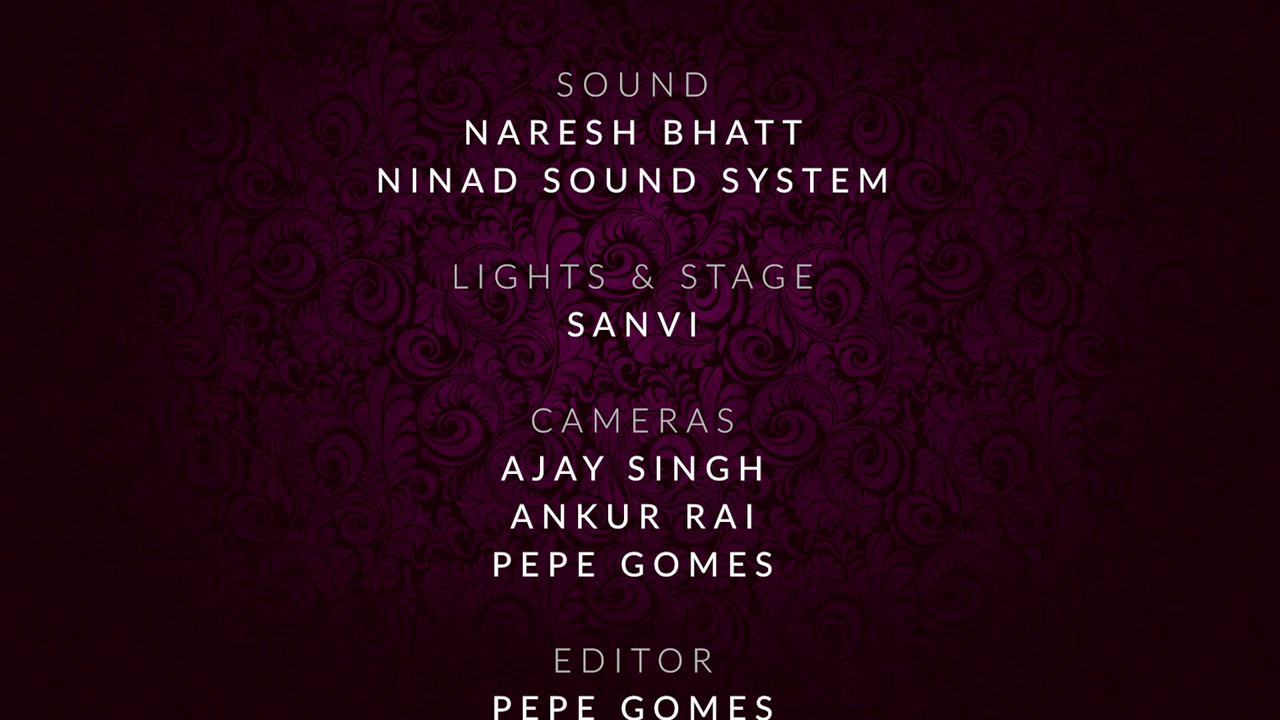 SOUND
NARESH BHATT
NINAD SOUND SYSTEM
LIGHTS & STAGE
SANVI
CAMERAS
AJAY SINGH
ANKUR RAI
PEPE GOMES
EDITOR
PEPE GOMES